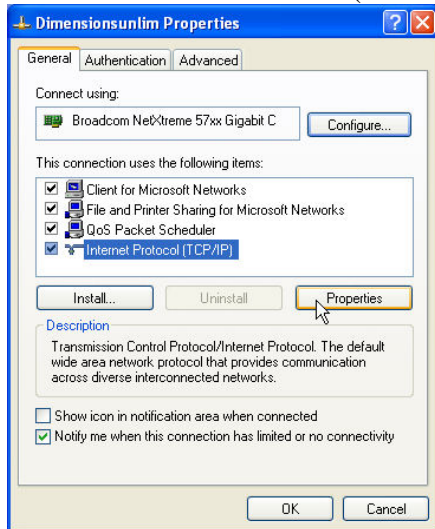 Dimensionsunlim Properties
General Authentication Advanced
Connect using:
Broadcom NetXtreme 57xx Gigabit C
Configure...
This connection uses the following items:
Client for Microsoft Networks
File and Printer Sharing for Microsoft Networks
QoS Packet Scheduler
Internet Protocol (TCP/IP)
Install... Uninstall Properties
Description
Transmission Control Protocol/Internet Protocol. The default
wide area network protocol that provides communication
across diverse interconnected networks.
Show icon in notification area when connected
Notify me when this connection has limited or no connectivity
OK Cancel